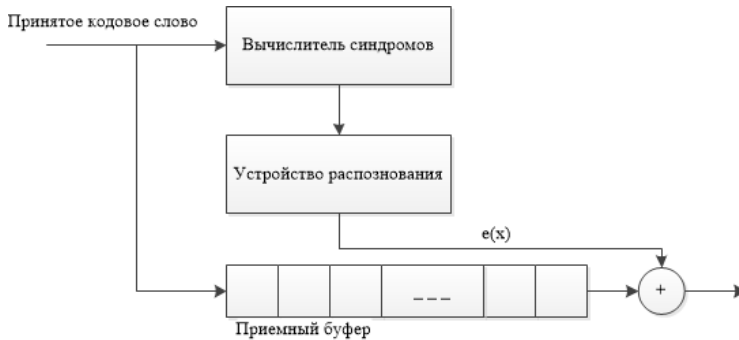 Принятое кодовое слово
Вычислитель синдромов
Устройство распознования
e(x)
_ _ _
+
Приемный буфер